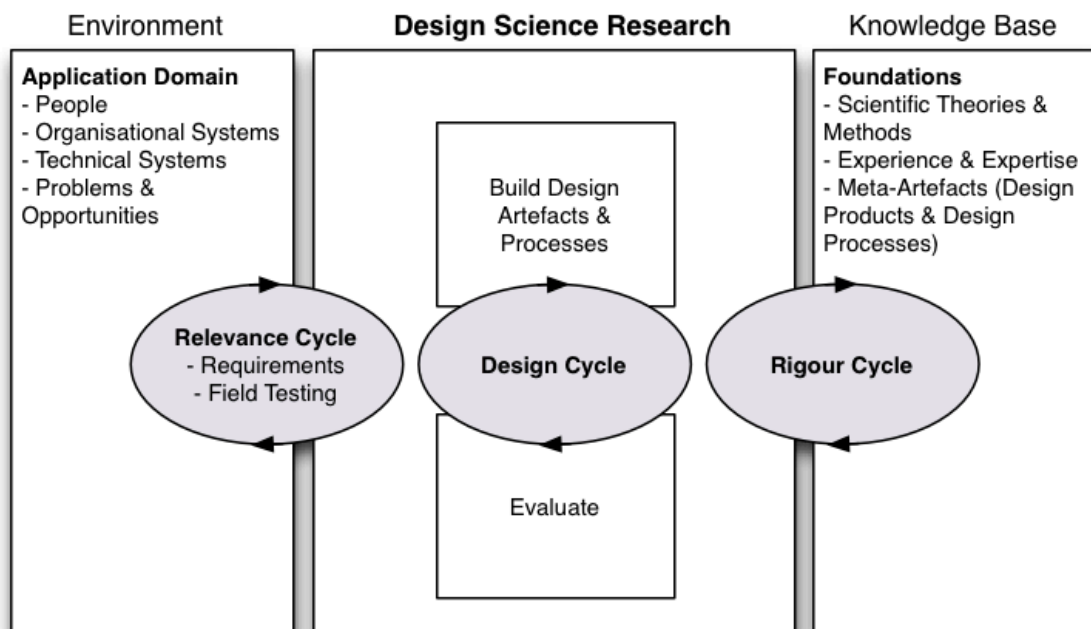 Environment
Design Science Research
Knowledge Base
Application Domain
- People
- Organisational Systems
- Technical Systems
- Problems &
Opportunities
Build Design
Artefacts &
Processes
Foundations
- Scientific Theories &
Methods
- Experience & Expertise
- Meta-Artefacts (Design
Products & Design
Processes)
Relevance Cycle
- Requirements
- Field Testing
Design Cycle
Rigour Cycle
Evaluate